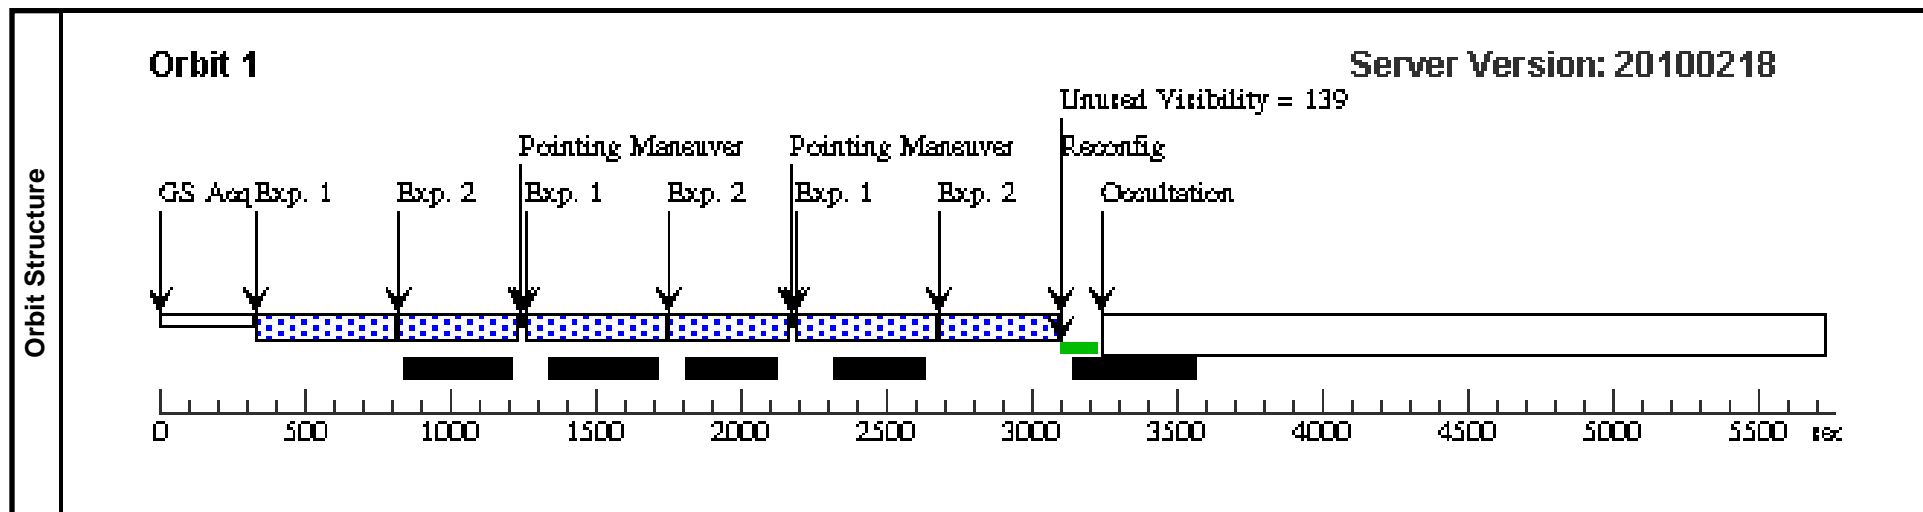 Orbit Structure
Orbit 1
Server Version: 20100218
Unused Visibility = 139
Pointing Maneuver
Pointing Maneuver
Reconfig
GS Acq
Exp. 1
Exp. 2
Exp. 1
Exp. 2
Exp. 1
Exp. 2
Occultation
0 500 1000 1500 2000 2500 3000 3500 4000 4500 5000 5500 sec